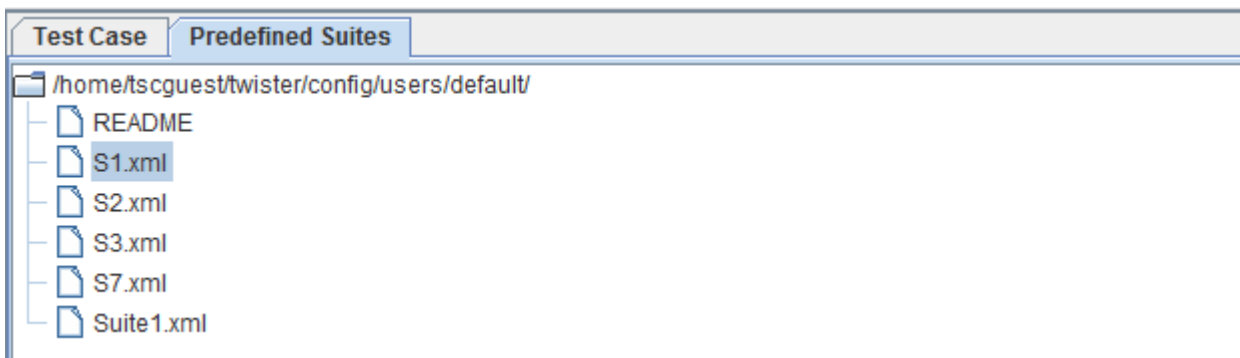 Test Case Predefined Suites
/home/tscguest/twister/config/users/default/
README
S1.xml
S2.xml
S3.xml
S7.xml
Suite1.xml